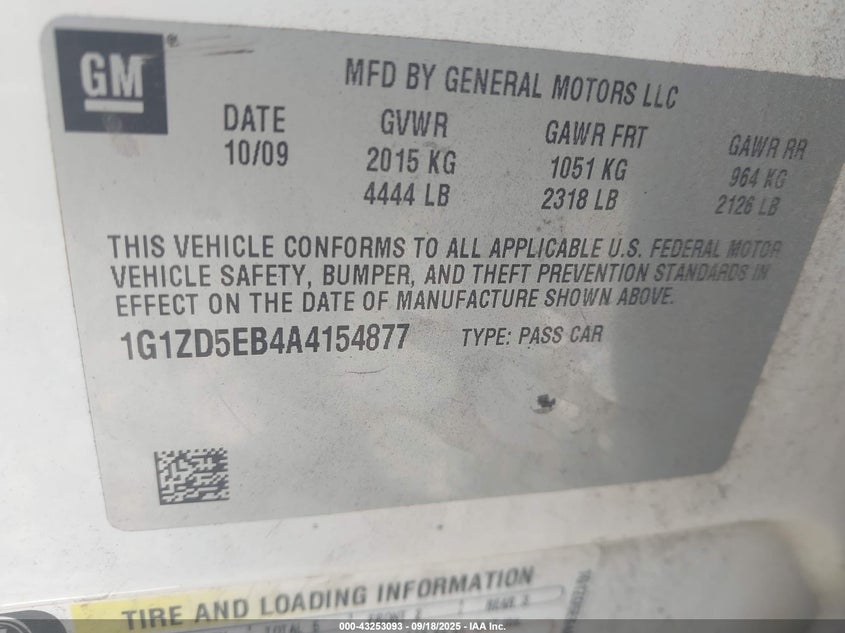 GM®
MFD BY GENERAL MOTORS LLC
DATE GVWR GAWR FRT GAWR RR
10/09 2015 KG 1051 KG 964 KG
4444 LB 2318 LB 2126 LB
THIS VEHICLE CONFORMS TO ALL APPLICABLE U.S. FEDERAL MOTOR
VEHICLE SAFETY, BUMPER, AND THEFT PREVENTION STANDARDS IN
EFFECT ON THE DATE OF MANUFACTURE SHOWN ABOVE.
1G1ZD5EB4A4154877 TYPE: PASS CAR
TIRE AND LOADING INFORMATION
000-43253093 - 09/18/2025 - IAA Inc.